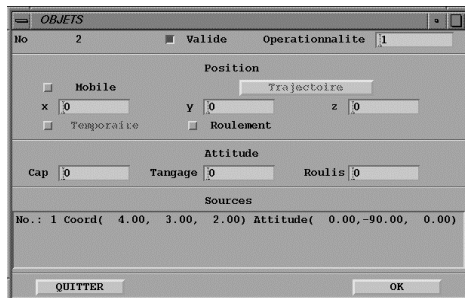 OBJETS
No 2 Valide Operationnalite 1
Position
Mobile Trajectoire
x 0 y 0 z 0
Temporaire Roulement
Attitude
Cap 0 Tangage 0 Roulis 0
Sources
No.: 1 Coord( 4.00, 3.00, 2.00) Attitude( 0.00,-90.00, 0.00)
QUITTER OK